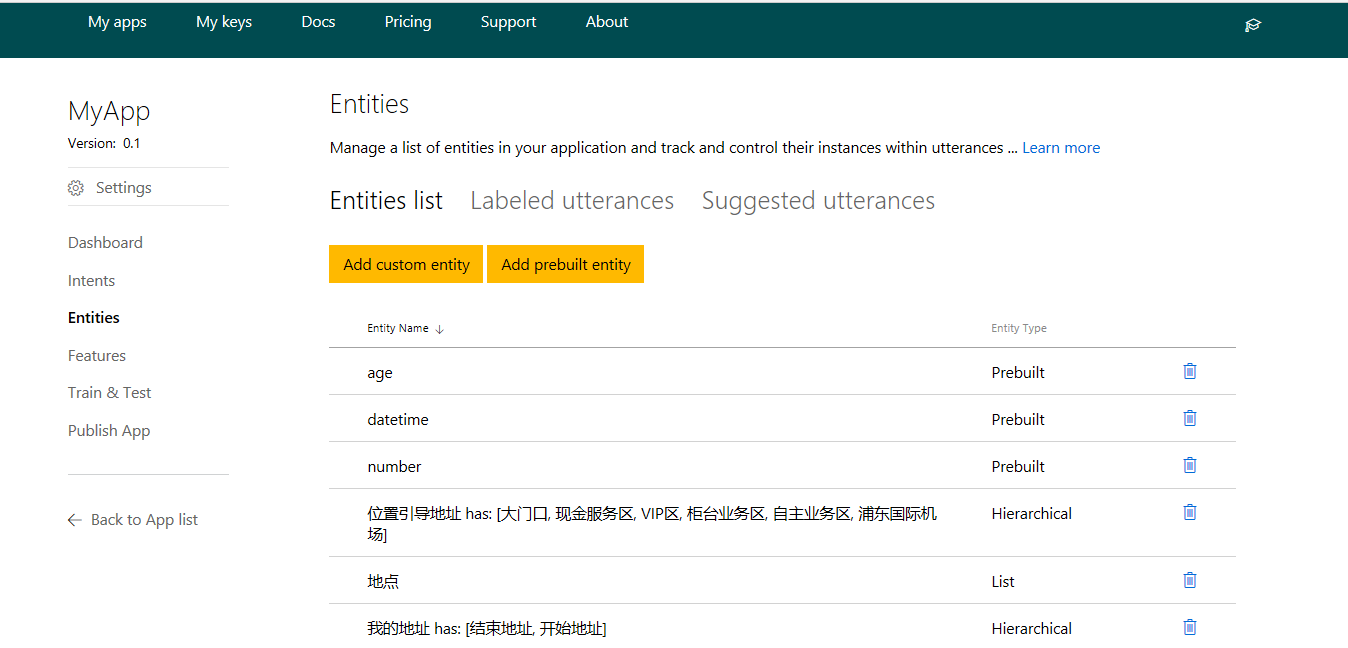 My apps My keys Docs Pricing Support About
MyApp
Version: 0.1
Settings
Dashboard
Intents
Entities
Features
Train & Test
Publish App
Back to App list
Entities
Manage a list of entities in your application and track and control their instances within utterances ... Learn more
Entities list Labeled utterances Suggested utterances
Add custom entity Add prebuilt entity
Entity Name Entity Type
age Prebuilt
datetime Prebuilt
number Prebuilt
位置引导地址 has: [大门口, 现金服务区, VIP区, 柜台业务区, 自主业务区, 浦东国际机 Hierarchical
场]
地点 List
我的地址 has: [结束地址, 开始地址] Hierarchical